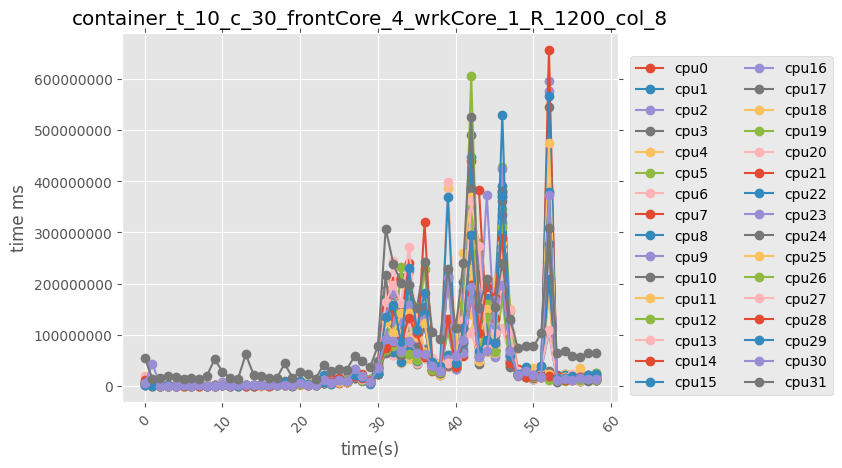 container_t_10_c_30_frontCore_4_wrkCore_1_R_1200_col_8
600000000
500000000
400000000
300000000
200000000
100000000
0
time ms
0
10
20
30
40
50
60
time(s)
cpu0
cpu1
cpu2
cpu3
cpu4
cpu5
cpu6
cpu7
cpu8
cpu9
cpu10
cpu11
cpu12
cpu13
cpu14
cpu15
cpu16
cpu17
cpu18
cpu19
cpu20
cpu21
cpu22
cpu23
cpu24
cpu25
cpu26
cpu27
cpu28
cpu29
cpu30
cpu31